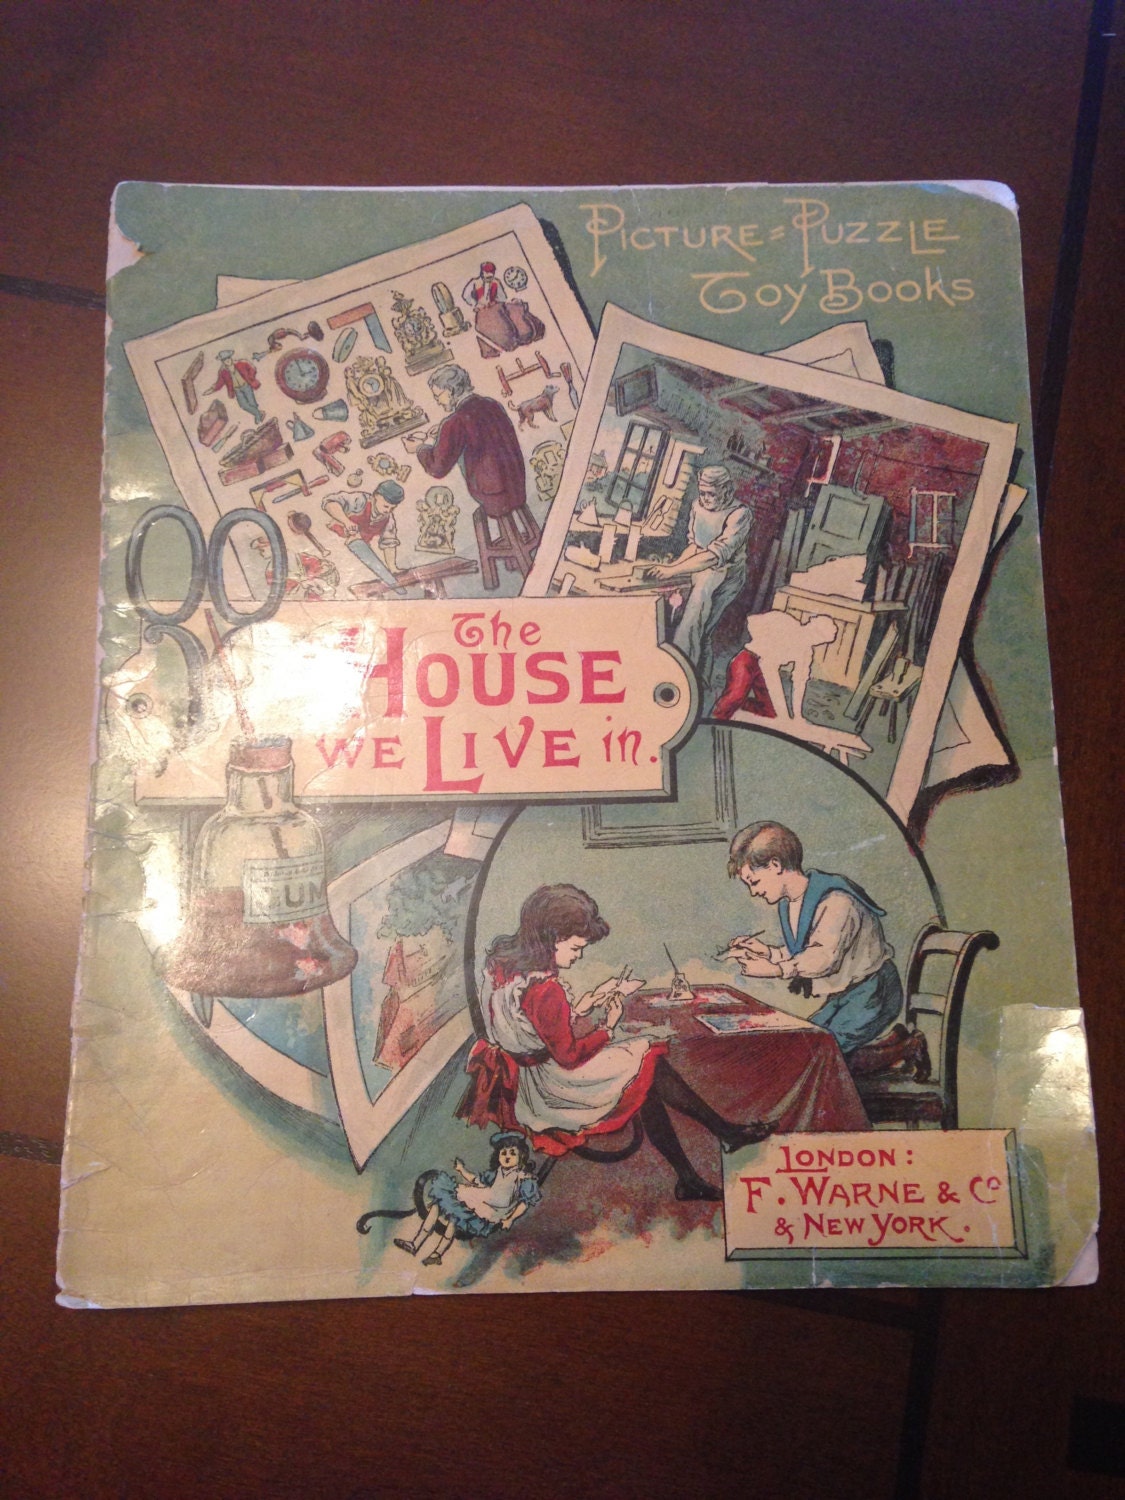 Picture=Puzzle
Toy Books
The
House
we Live in.
London:
F. Warne & Co
& New York.